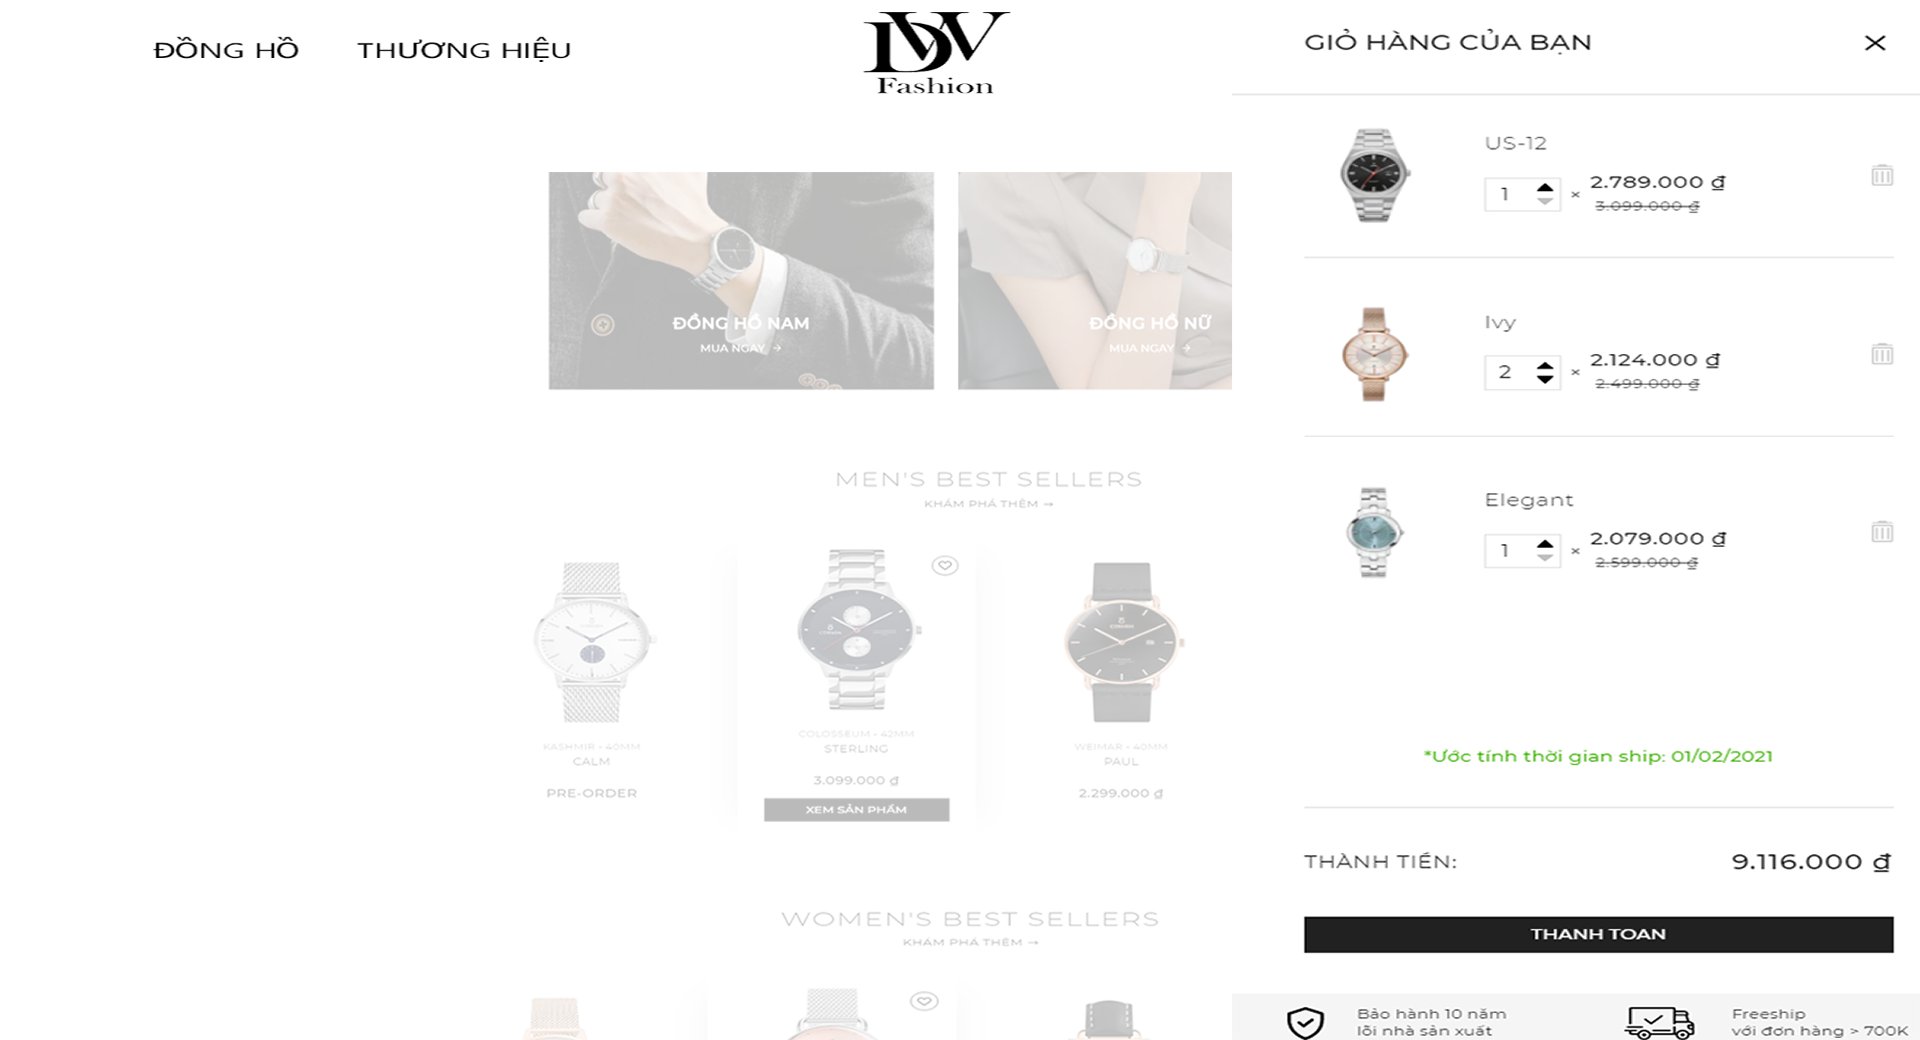 ĐỒNG HỒ
THƯƠNG HIỆU
DW
Fashion
ĐỒNG HỒ NAM
MUA NGAY →
ĐỒNG HỒ NỮ
MUA NGAY →
MEN'S BEST SELLERS
KHÁM PHÁ THÊM →
KASHMIR - 40MM
CALM
PRE-ORDER
COLOSSEUM - 42MM
STERLING
3.099.000 ₫
XEM SẢN PHẨM
WEIMAR - 40MM
PAUL
2.299.000 ₫
WOMEN'S BEST SELLERS
KHÁM PHÁ THÊM →
GIỎ HÀNG CỦA BẠN
US-12
1 × 2.789.000 ₫
3.099.000 ₫
Ivy
2 × 2.124.000 ₫
2.499.000 ₫
Elegant
1 × 2.079.000 ₫
2.599.000 ₫
*Ước tính thời gian ship: 01/02/2021
THÀNH TIỀN: 9.116.000 ₫
THANH TOAN
Bảo hành 10 năm
lỗi nhà sản xuất
Freeship
với đơn hàng > 700K